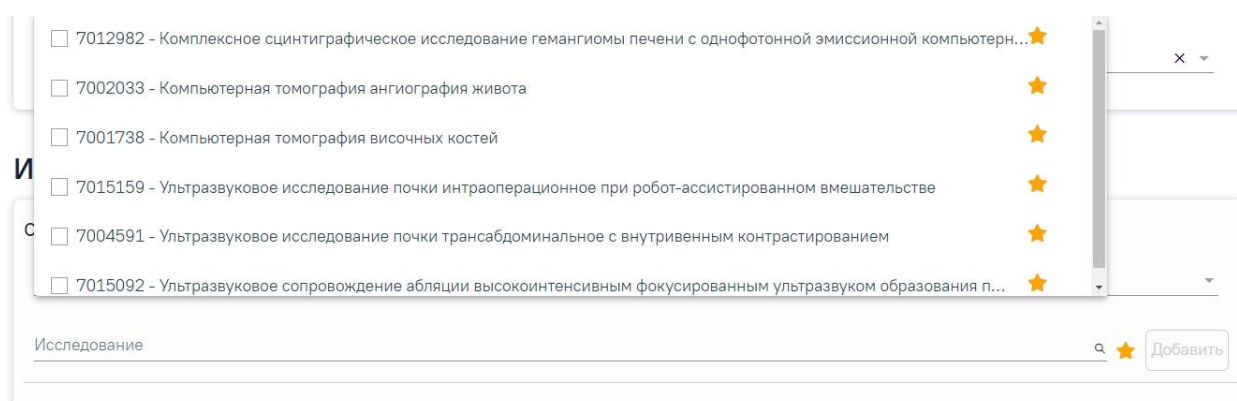 7012982 - Комплексное сцинтиграфическое исследование гемангиомы печени с однофотонной эмиссионной компьютерн...
7002033 - Компьютерная томография ангиография живота
7001738 - Компьютерная томография височных костей
И
7015159 - Ультразвуковое исследование почки интраоперационное при робот-ассистированном вмешательстве
О
7004591 - Ультразвуковое исследование почки трансабдоминальное с внутривенным контрастированием
7015092 - Ультразвуковое сопровождение абляции высокоинтенсивным фокусированным ультразвуком образования п...
Исследование
Добавить